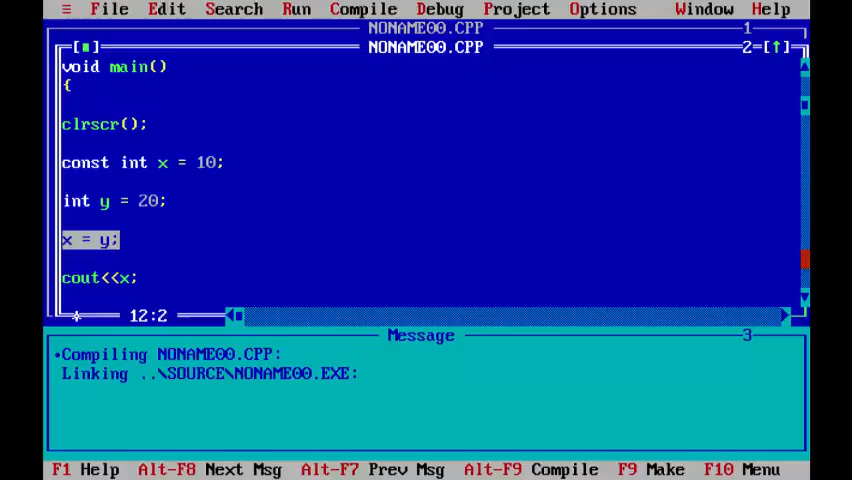 ≡ File Edit Search Run Compile Debug Project Options Window Help
NONAME00.CPP 1
[■] NONAME00.CPP 2=[↑]
void main()
{
clrscr();
const int x = 10;
int y = 20;
x = y;
cout<<x;
12:2
Message 3
•Compiling NONAME00.CPP:
Linking ..\SOURCE\NONAME00.EXE:
F1 Help Alt-F8 Next Msg Alt-F7 Prev Msg Alt-F9 Compile F9 Make F10 Menu